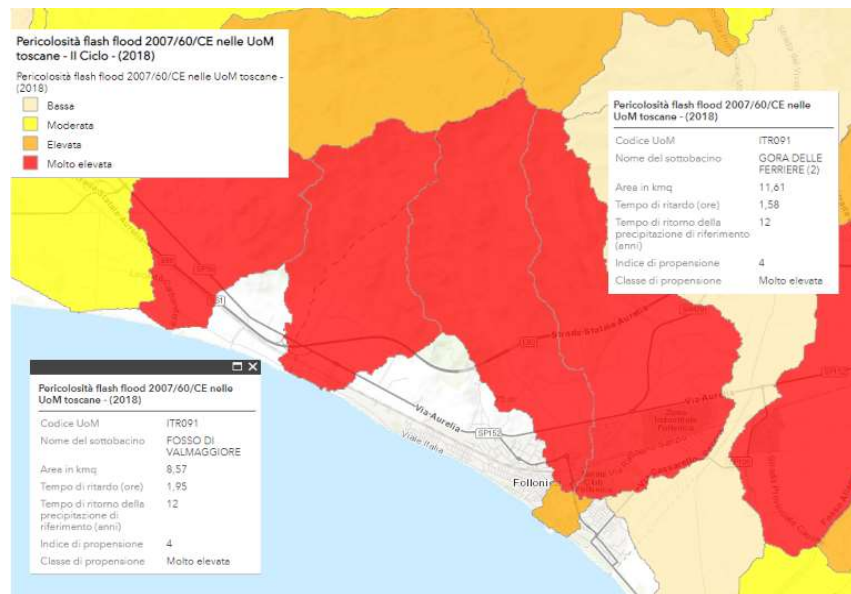 Pericolosità flash flood 2007/60/CE nelle UoM
toscane - II Ciclo - (2018)
Pericolosità flash flood 2007/60/CE nelle UoM toscane -
(2018)
Bassa
Moderata
Elevata
Molto elevata
Pericolosità flash flood 2007/60/CE nelle
UoM toscane - (2018)
Codice UoM ITR091
Nome del sottobacino GORA DELLE
FERRIERE (2)
Area in kmq 11,61
Tempo di ritardo (ore) 1,58
Tempo di ritorno della 12
precipitazione di riferimento
(anni)
Indice di propensione 4
Classe di propensione Molto elevata
Strada Statale Aurelia
Via Aurelia
SP152
Viale Italia
Folloni
Pericolosità flash flood 2007/60/CE nelle
UoM toscane - (2018)
Codice UoM ITR091
Nome del sottobacino FOSSO DI
VALMAGGIORE
Area in kmq 8,57
Tempo di ritardo (ore) 1,95
Tempo di ritorno della 12
precipitazione di
riferimento (anni)
Indice di propensione 4
Classe di propensione Molto elevata